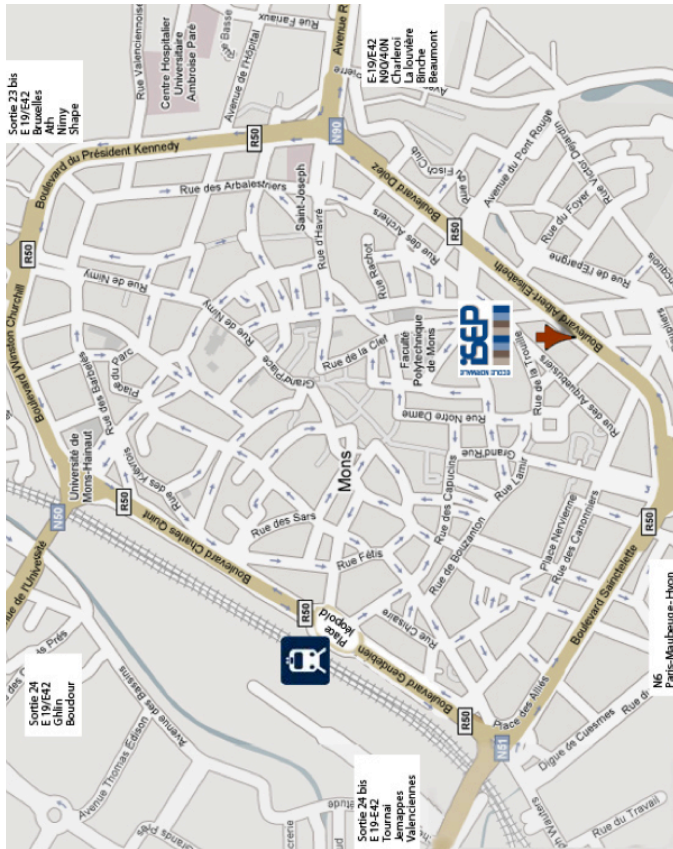 Sortie 23 bis
E 19/E42
Bruxelles
Ath
Nimy
Shape
Rue Valenciennoise
Rue Fariaux
Centre Hospitalier
Universitaire
Ambroise Paré
Avenue de l'Hôpital
Avenue R
E-19/E42
N90/40N
Charleroi
La louvière
Binche
Beaumont
Boulevard du Président Kennedy
R50
N90
Rue des Arbalestriers
Saint-Joseph
Rue d'Havré
Boulevard Dolez
Avenue du Pont Rouge
Rue Victor Dejardin
Rue du Foyer
Rue de l'Epargne
R50
Boulevard Winston Churchill
R50
Rue de Nimy
Rue de Nimy
Rue des Archers
Rue Rachot
Boulevard Albert-Elisabeth
Rue des Barbelés
Place
du Parc
Grand'Place
Rue de la Clef
Faculté
Polytechnique
de Mons
ISEP
ECOLE NORMALE
Rue de la Trouille
Rue des Arquebusiers
Université de
Mons-Hainaut
N50
R50
Rue des Kiévrois
Mons
Rue Notre Dame
Grand'Rue
Rue des Capucins
Rue Lamir
Boulevard Charles Quint
Rue des Sars
Rue Fétis
Rue de Bouzanton
Place Nervienne
Rue des Canonniers
R50
Sortie 24
E 19/E42
Ghlin
Boudour
Avenue des Bassins
Avenue Thomas Edison
R50
Place
léopold
Rue Chisaire
Boulevard Gendebien
Boulevard Sainctelette
N6
Paris-Maubeuge-Hyon
Sortie 24 bis
E 19-E42
Tournai
Jemappes
Valenciennes
R50
N51
Place des Alliés
Digue de Cuesmes
Rue du Travail